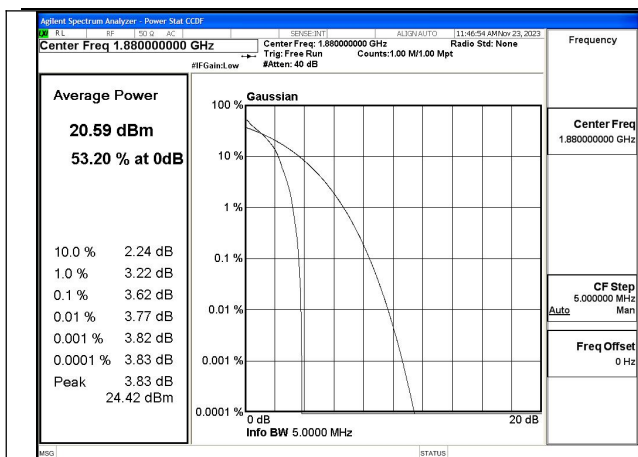 Agilent Spectrum Analyzer - Power Stat CCDF
LXI RL RF 50 Ω AC SENSE:INT ALIGN AUTO 11:46:54 AM Nov 23, 2023
Center Freq 1.880000000 GHz
Center Freq: 1.880000000 GHz Radio Std: None
Trig: Free Run Counts:1.00 M/1.00 Mpt
#IFGain:Low #Atten: 40 dB
Average Power
20.59 dBm
53.20 % at 0dB
10.0 % 2.24 dB
1.0 % 3.22 dB
0.1 % 3.62 dB
0.01 % 3.77 dB
0.001 % 3.82 dB
0.0001 % 3.83 dB
Peak 3.83 dB
24.42 dBm
Gaussian
100 %
10 %
1 %
0.1 %
0.01 %
0.001 %
0.0001 %
0 dB 20 dB
Info BW 5.0000 MHz
Frequency
Center Freq
1.880000000 GHz
CF Step
5.000000 MHz
Auto Man
Freq Offset
0 Hz
MSG STATUS